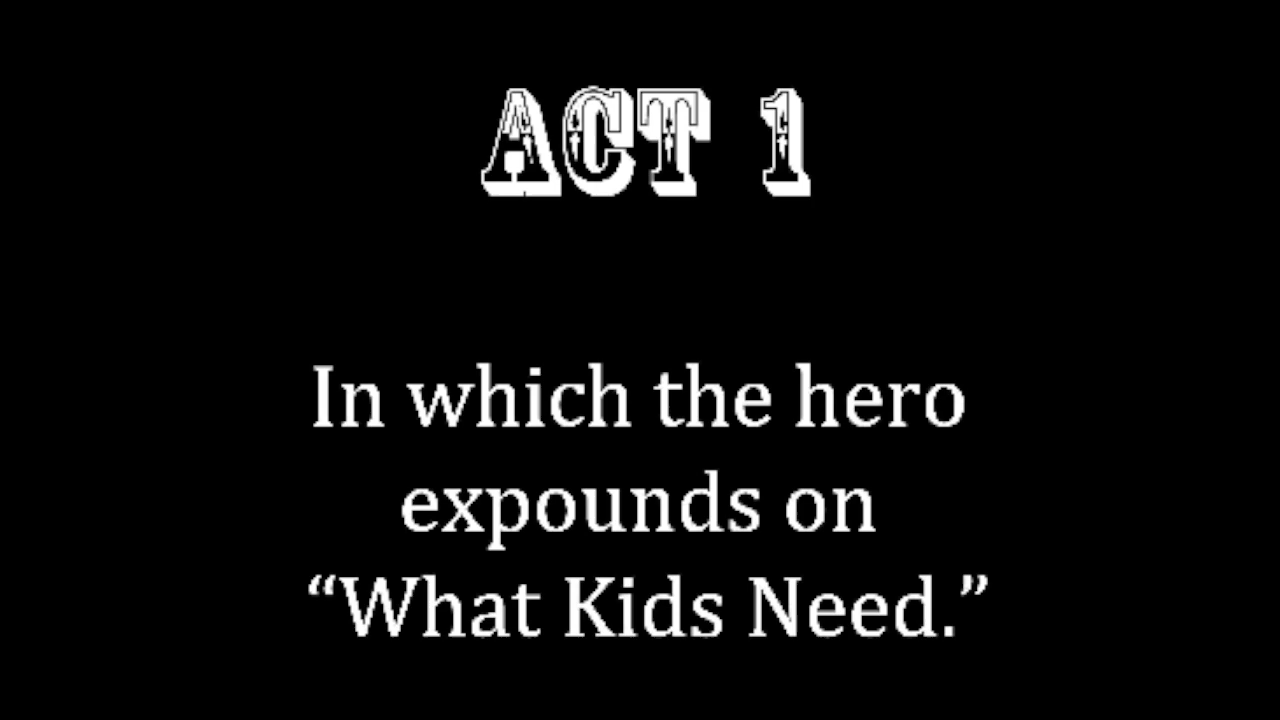 ACT 1
In which the hero
expounds on
“What Kids Need.”